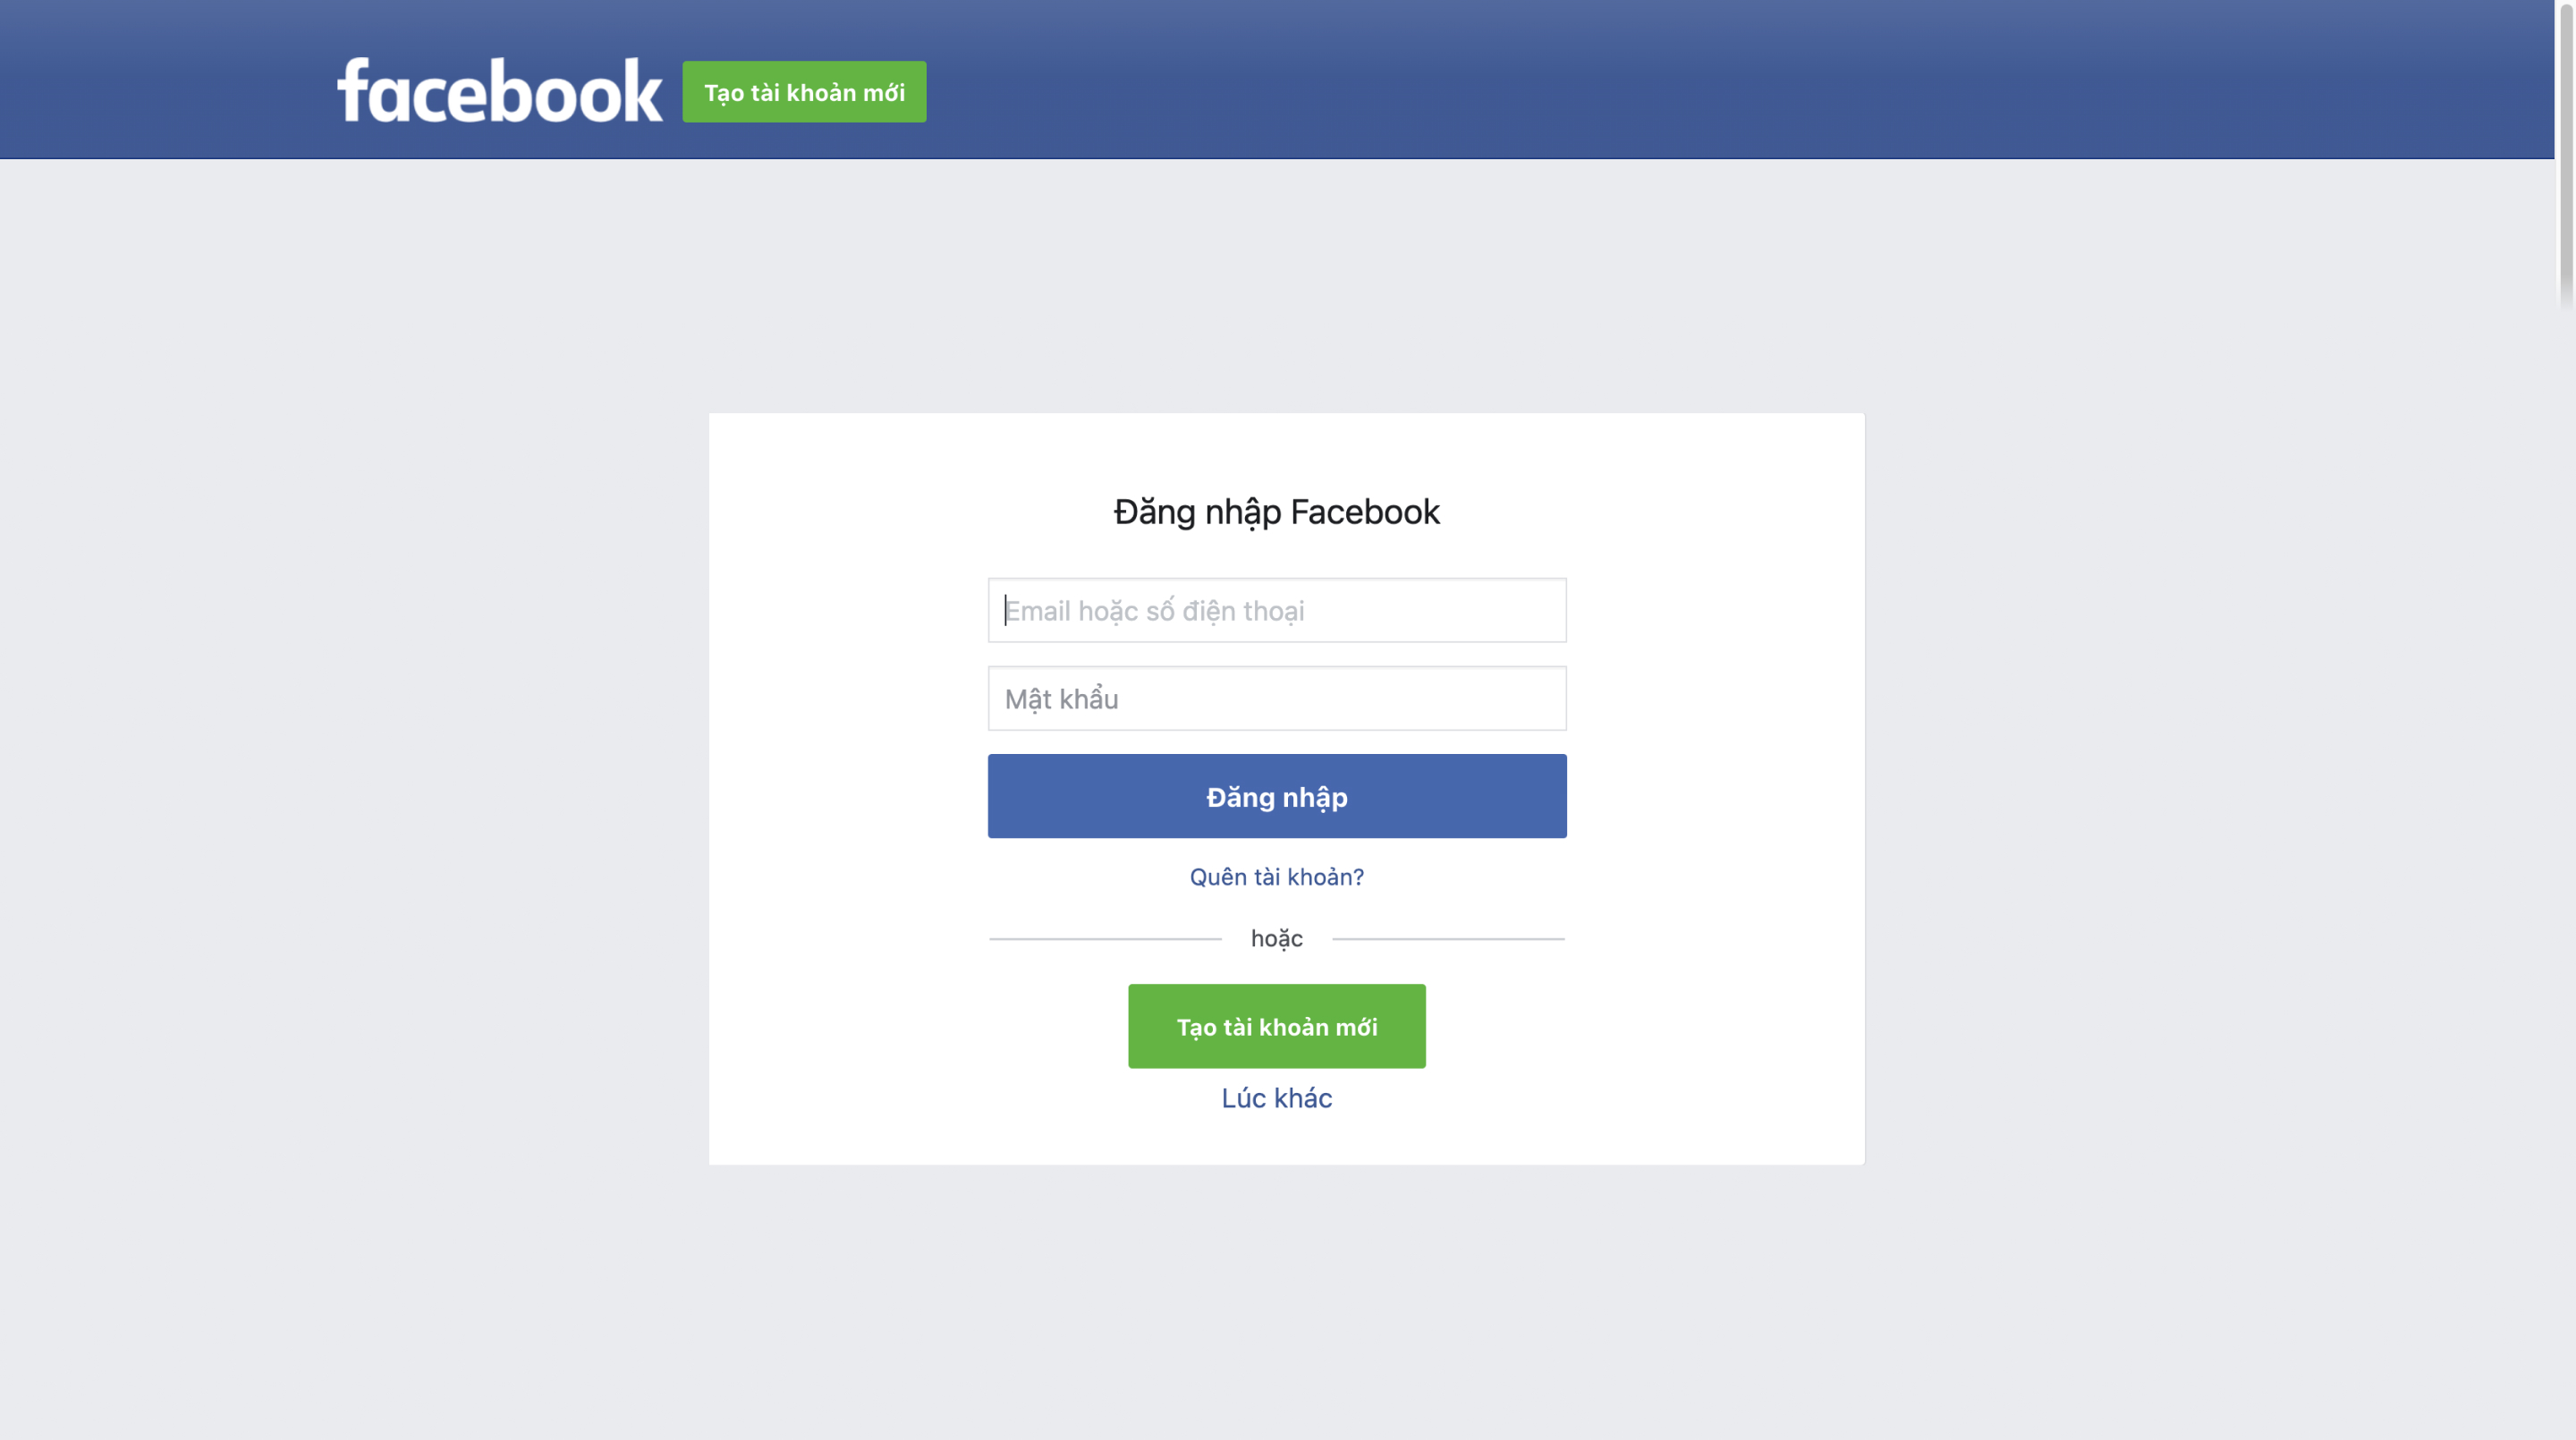 facebook Tạo tài khoản mới
Đăng nhập Facebook
Email hoặc số điện thoại
Mật khẩu
Đăng nhập
Quên tài khoản?
hoặc
Tạo tài khoản mới
Lúc khác